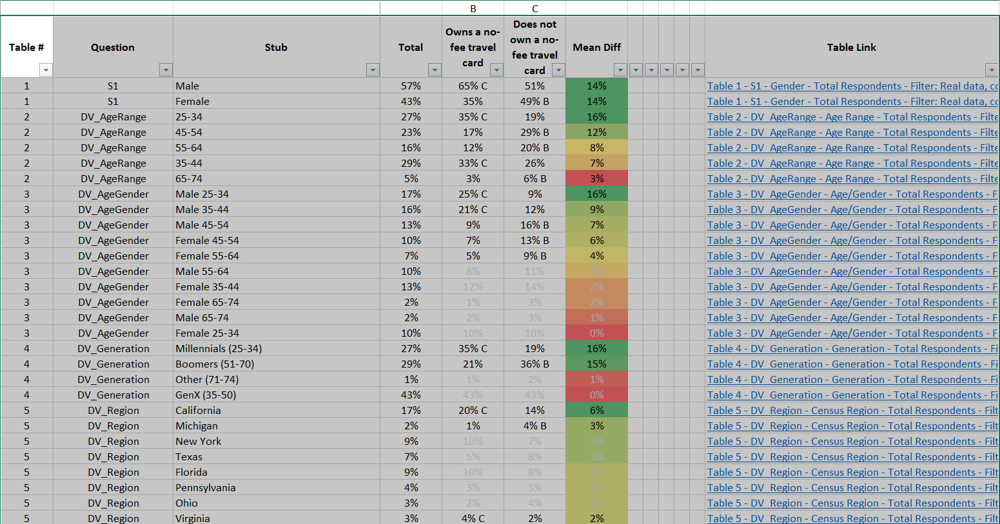 B C
Table # Question Stub Total Owns a no-fee travel card Does not own a no-fee travel card Mean Diff Table Link
1 S1 Male 57% 65% C 51% 14% Table 1 - S1 - Gender - Total Respondents - Filter: Real data, co
1 S1 Female 43% 35% 49% B 14% Table 1 - S1 - Gender - Total Respondents - Filter: Real data, co
2 DV_AgeRange 25-34 27% 35% C 19% 16% Table 2 - DV_AgeRange - Age Range - Total Respondents - Filte
2 DV_AgeRange 45-54 23% 17% 29% B 12% Table 2 - DV_AgeRange - Age Range - Total Respondents - Filte
2 DV_AgeRange 55-64 16% 12% 20% B 8% Table 2 - DV_AgeRange - Age Range - Total Respondents - Filte
2 DV_AgeRange 35-44 29% 33% C 26% 7% Table 2 - DV_AgeRange - Age Range - Total Respondents - Filte
2 DV_AgeRange 65-74 5% 3% 6% B 3% Table 2 - DV_AgeRange - Age Range - Total Respondents - Filte
3 DV_AgeGender Male 25-34 17% 25% C 9% 16% Table 3 - DV_AgeGender - Age/Gender - Total Respondents - F
3 DV_AgeGender Male 35-44 16% 21% C 12% 9% Table 3 - DV_AgeGender - Age/Gender - Total Respondents - F
3 DV_AgeGender Male 45-54 13% 9% 16% B 7% Table 3 - DV_AgeGender - Age/Gender - Total Respondents - F
3 DV_AgeGender Female 45-54 10% 7% 13% B 6% Table 3 - DV_AgeGender - Age/Gender - Total Respondents - F
3 DV_AgeGender Female 55-64 7% 5% 9% B 4% Table 3 - DV_AgeGender - Age/Gender - Total Respondents - F
3 DV_AgeGender Male 55-64 10% 8% 11% 3% Table 3 - DV_AgeGender - Age/Gender - Total Respondents - F
3 DV_AgeGender Female 35-44 13% 12% 14% 2% Table 3 - DV_AgeGender - Age/Gender - Total Respondents - F
3 DV_AgeGender Female 65-74 2% 1% 3% 2% Table 3 - DV_AgeGender - Age/Gender - Total Respondents - F
3 DV_AgeGender Male 65-74 2% 2% 3% 1% Table 3 - DV_AgeGender - Age/Gender - Total Respondents - F
3 DV_AgeGender Female 25-34 10% 10% 10% 0% Table 3 - DV_AgeGender - Age/Gender - Total Respondents - F
4 DV_Generation Millennials (25-34) 27% 35% C 19% 16% Table 4 - DV_Generation - Generation - Total Respondents - Fi
4 DV_Generation Boomers (51-70) 29% 21% 36% B 15% Table 4 - DV_Generation - Generation - Total Respondents - Fi
4 DV_Generation Other (71-74) 1% 1% 2% 1% Table 4 - DV_Generation - Generation - Total Respondents - Fi
4 DV_Generation GenX (35-50) 43% 43% 43% 0% Table 4 - DV_Generation - Generation - Total Respondents - Fi
5 DV_Region California 17% 20% C 14% 6% Table 5 - DV_Region - Census Region - Total Respondents - Filt
5 DV_Region Michigan 2% 1% 4% B 3% Table 5 - DV_Region - Census Region - Total Respondents - Filt
5 DV_Region New York 9% 10% 7% 3% Table 5 - DV_Region - Census Region - Total Respondents - Filt
5 DV_Region Texas 7% 5% 8% 3% Table 5 - DV_Region - Census Region - Total Respondents - Filt
5 DV_Region Florida 9% 10% 8% Table 5 - DV_Region - Census Region - Total Respondents - Filt
5 DV_Region Pennsylvania 4% 3% 5% Table 5 - DV_Region - Census Region - Total Respondents - Filt
5 DV_Region Ohio 3% 2% 4% Table 5 - DV_Region - Census Region - Total Respondents - Filt
5 DV_Region Virginia 3% 4% C 2% 2% Table 5 - DV_Region - Census Region - Total Respondents - Filt